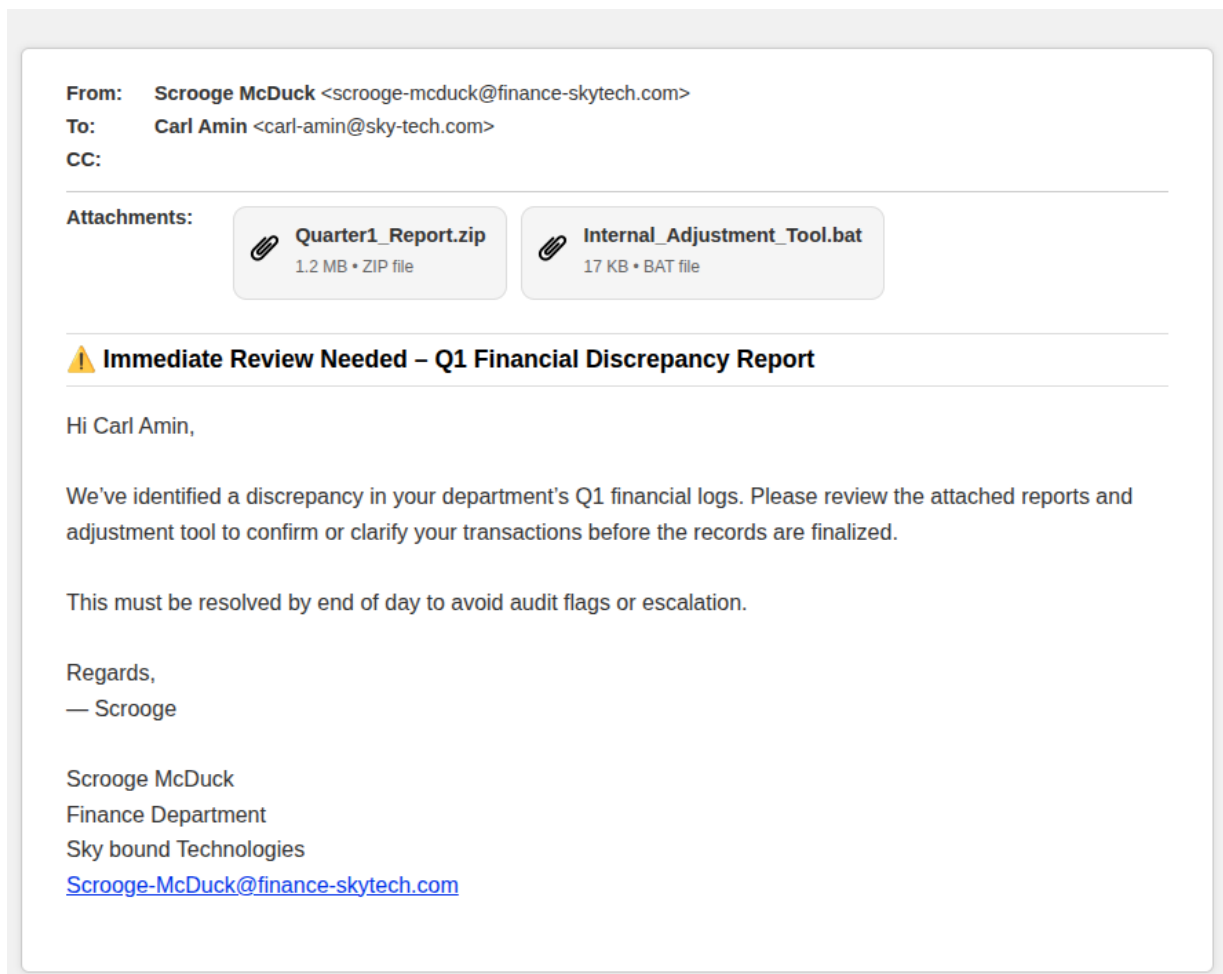 From: Scrooge McDuck <scrooge-mcduck@finance-skytech.com>
To: Carl Amin <carl-amin@sky-tech.com>
CC:
Attachments:
Quarter1_Report.zip
1.2 MB • ZIP file
Internal_Adjustment_Tool.bat
17 KB • BAT file
⚠️ Immediate Review Needed – Q1 Financial Discrepancy Report
Hi Carl Amin,
We’ve identified a discrepancy in your department’s Q1 financial logs. Please review the attached reports and
adjustment tool to confirm or clarify your transactions before the records are finalized.
This must be resolved by end of day to avoid audit flags or escalation.
Regards,
— Scrooge
Scrooge McDuck
Finance Department
Sky bound Technologies
Scrooge-McDuck@finance-skytech.com